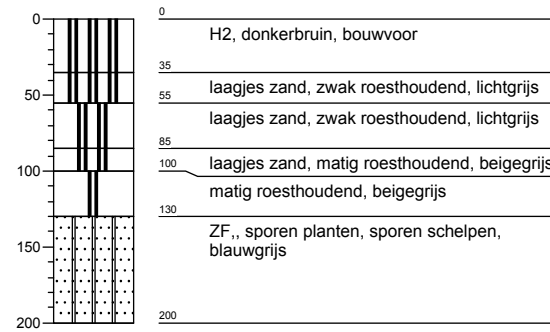 0
0
H2, donkerbruin, bouwvoor
35
laagjes zand, zwak roesthoudend, lichtgrijs
50
55
laagjes zand, zwak roesthoudend, lichtgrijs
85
laagjes zand, matig roesthoudend, beigegrijs
100
100
matig roesthoudend, beigegrijs
130
ZF,, sporen planten, sporen schelpen,
blauwgrijs
150
200
200